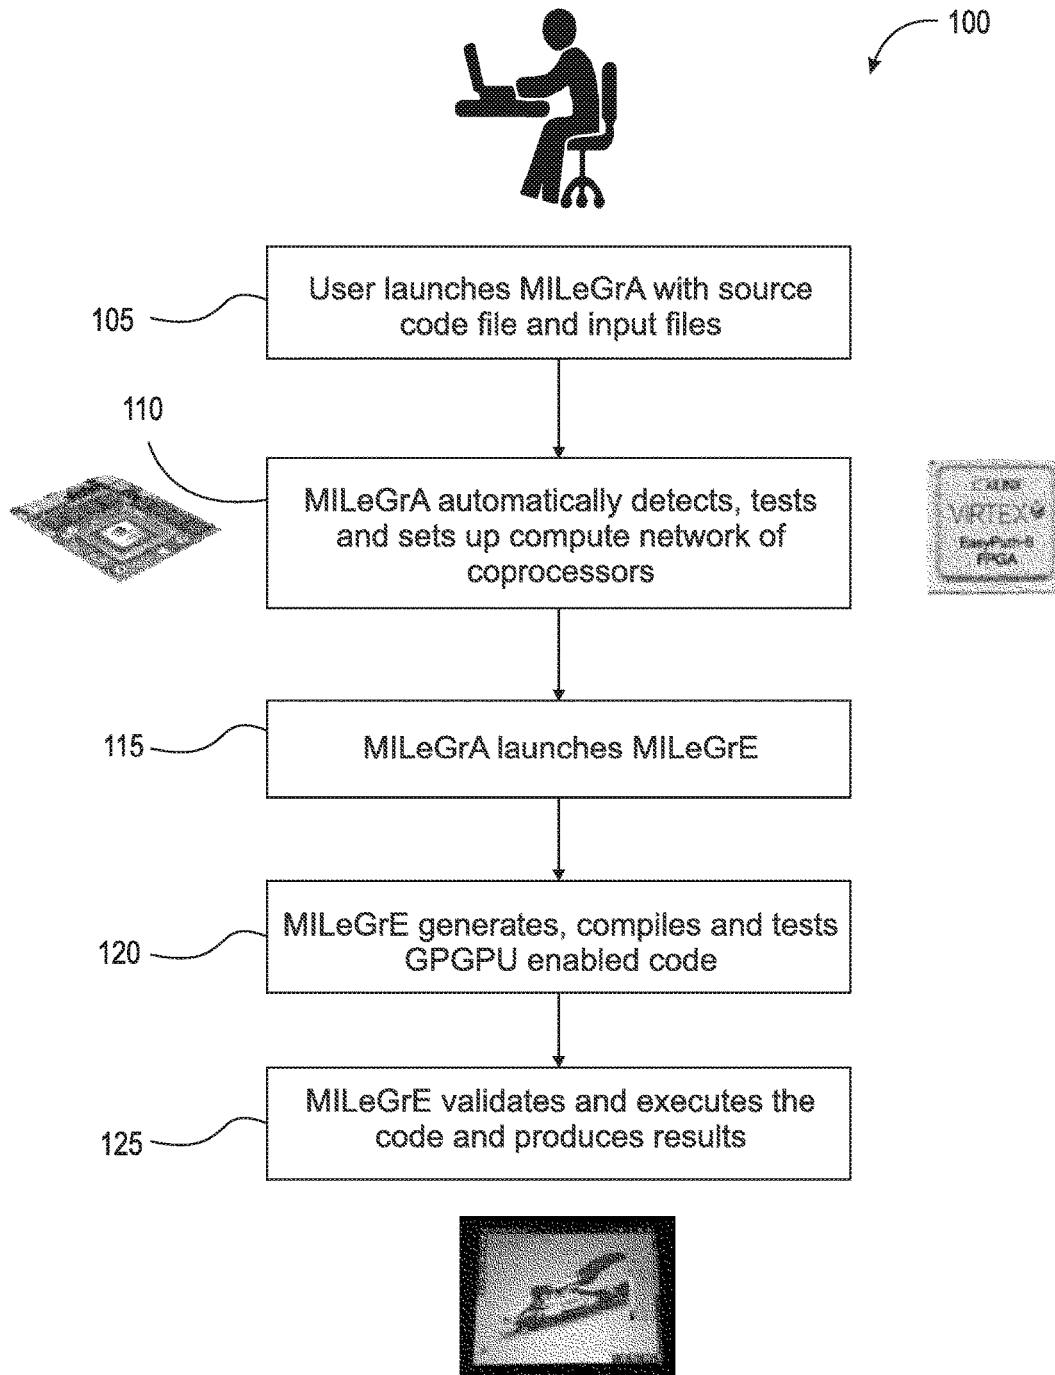 100
User launches MILeGrA with source
code file and input files
105
110
MILeGrA automatically detects, tests
and sets up compute network of
coprocessors
VIRTEX
FPGA
MILeGrA launches MILeGrE
115
MILeGrE generates, compiles and tests
GPGPU enabled code
120
MILeGrE validates and executes the
code and produces results
125